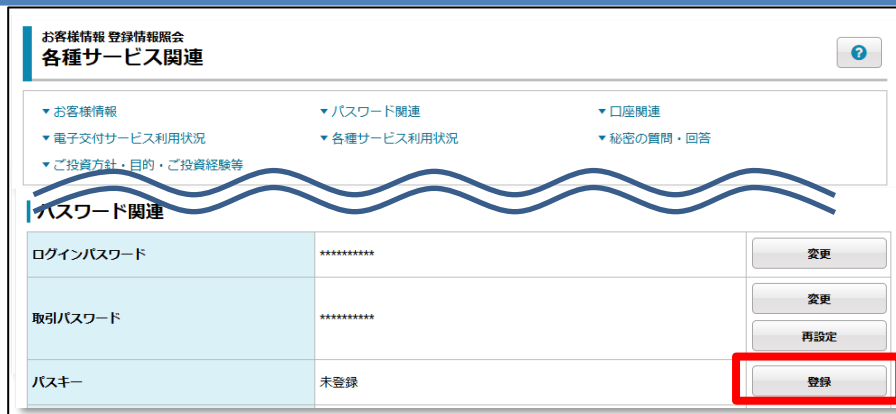 お客様情報 登録情報照会
各種サービス関連
?
お客様情報 パスワード関連 口座関連
電子交付サービス利用状況 各種サービス利用状況 秘密の質問・回答
ご投資方針・目的・ご投資経験等
パスワード関連
ログインパスワード ********** 変更
取引パスワード ********** 変更
再設定
パスキー 未登録 登録